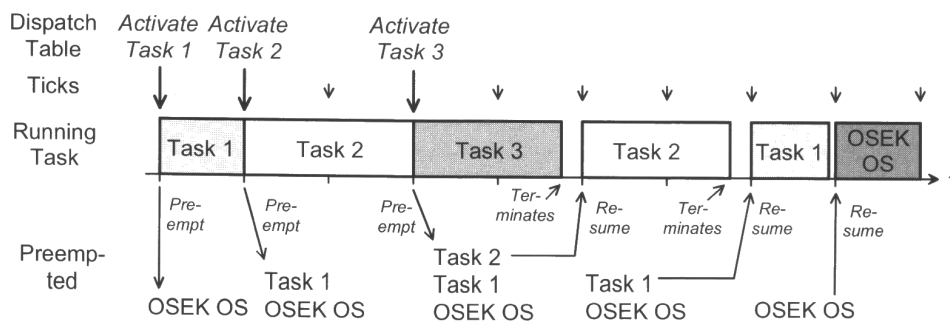 Dispatch Table
Activate Task 1
Activate Task 2
Activate Task 3
Ticks
Running Task
Task 1
Task 2
Task 3
Task 2
Task 1
OSEK OS
Pre-
empt
Pre-
empt
Pre-
empt
Ter-
minates
Re-
sume
Ter-
minates
Re-
sume
Re-
sume
Preemp-
ted
OSEK OS
Task 1
OSEK OS
Task 2
Task 1
OSEK OS
Task 1
OSEK OS
OSEK OS